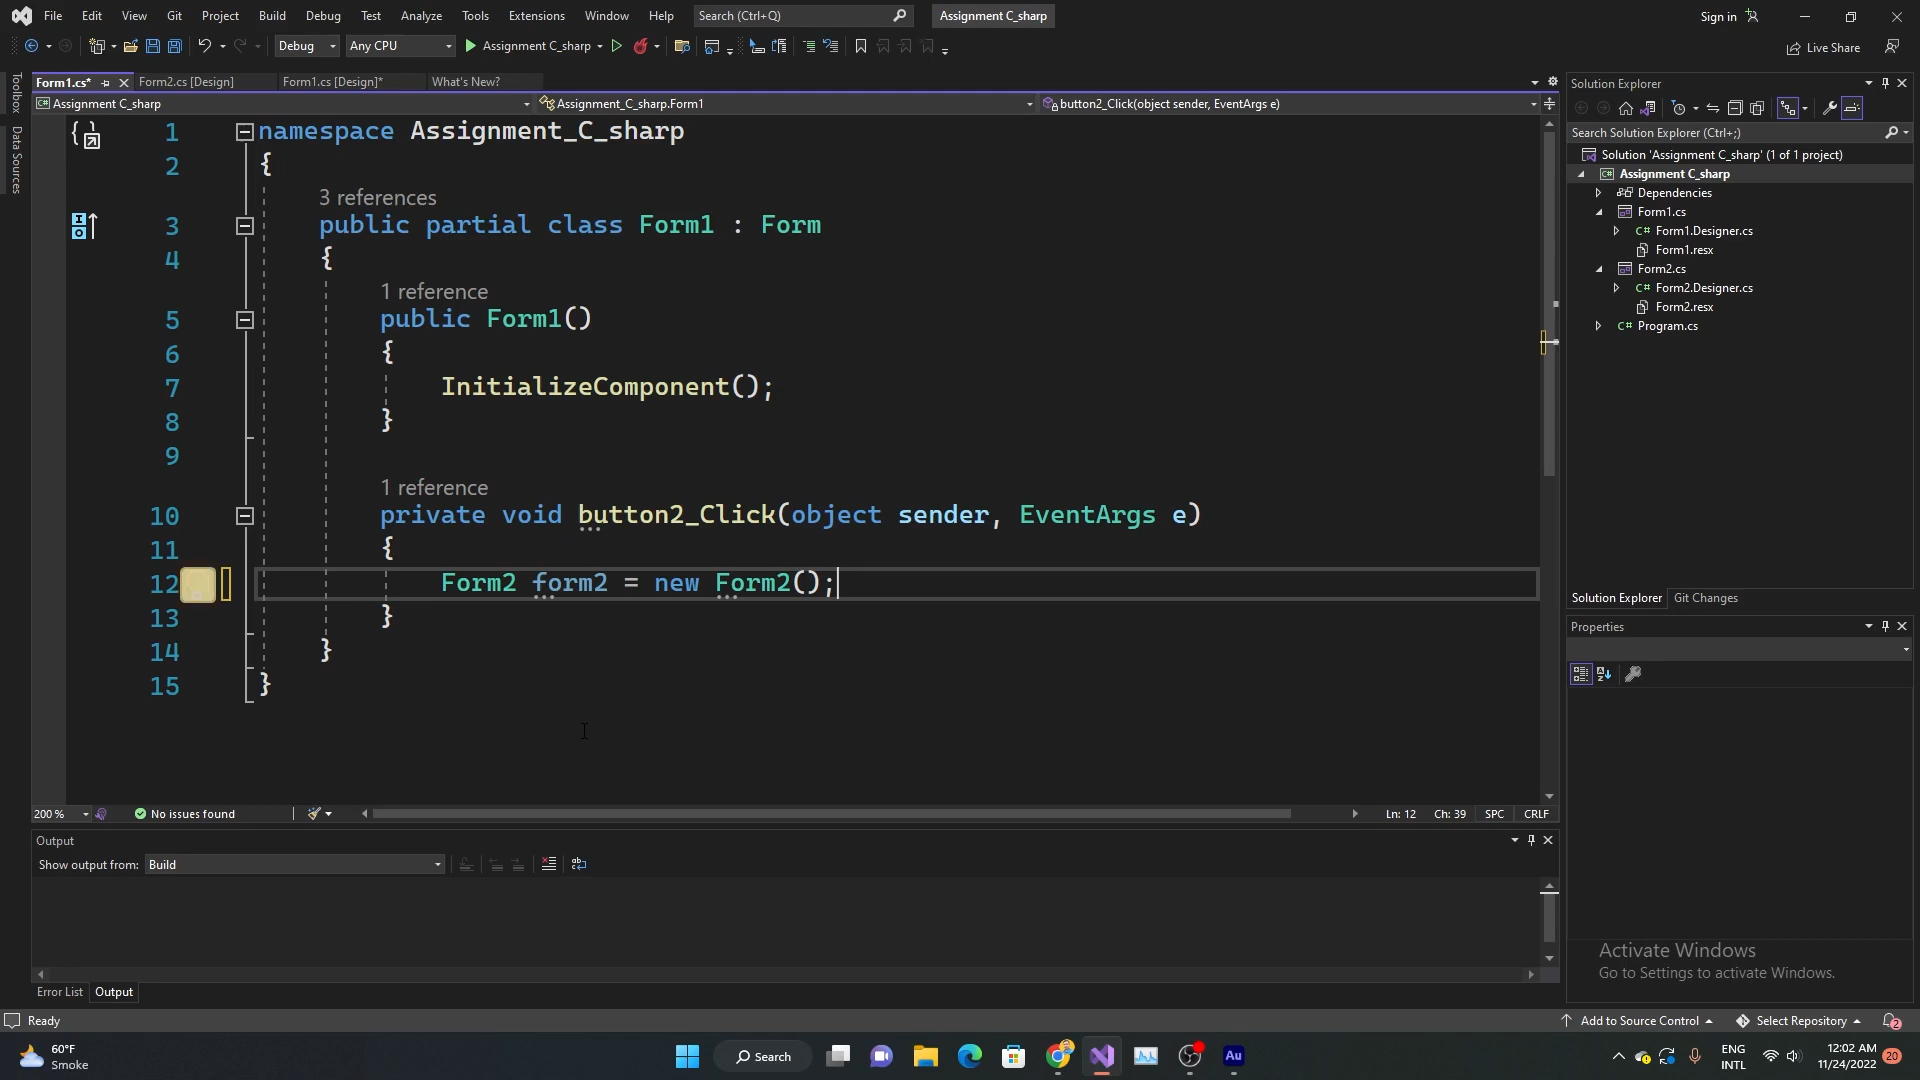 File Edit View Git Project Build Debug Test Analyze Tools Extensions Window Help Search (Ctrl+Q) Assignment C_sharp Sign in
Debug Any CPU Assignment C_sharp Live Share
Form1.cs* Form2.cs [Design] Form1.cs [Design]* What's New?
Assignment C_sharp Assignment_C_sharp.Form1 button2_Click(object sender, EventArgs e)
Toolbox
Data Sources
1 namespace Assignment_C_sharp
2 {
3 references
3 public partial class Form1 : Form
4 {
1 reference
5 public Form1()
6 {
7 InitializeComponent();
8 }
9
1 reference
10 private void button2_Click(object sender, EventArgs e)
11 {
12 Form2 form2 = new Form2();
13 }
14 }
15 }
200 % No issues found Ln: 12 Ch: 39 SPC CRLF
Output
Show output from: Build
Error List Output
Solution Explorer
Search Solution Explorer (Ctrl+;)
Solution 'Assignment C_sharp' (1 of 1 project)
C# Assignment C_sharp
Dependencies
Form1.cs
C# Form1.Designer.cs
Form1.resx
Form2.cs
C# Form2.Designer.cs
Form2.resx
C# Program.cs
Solution Explorer Git Changes
Properties
Activate Windows
Go to Settings to activate Windows.
Ready Add to Source Control Select Repository 2
60°F
Smoke
Search
Au
ENG
INTL
12:02 AM
11/24/2022
20